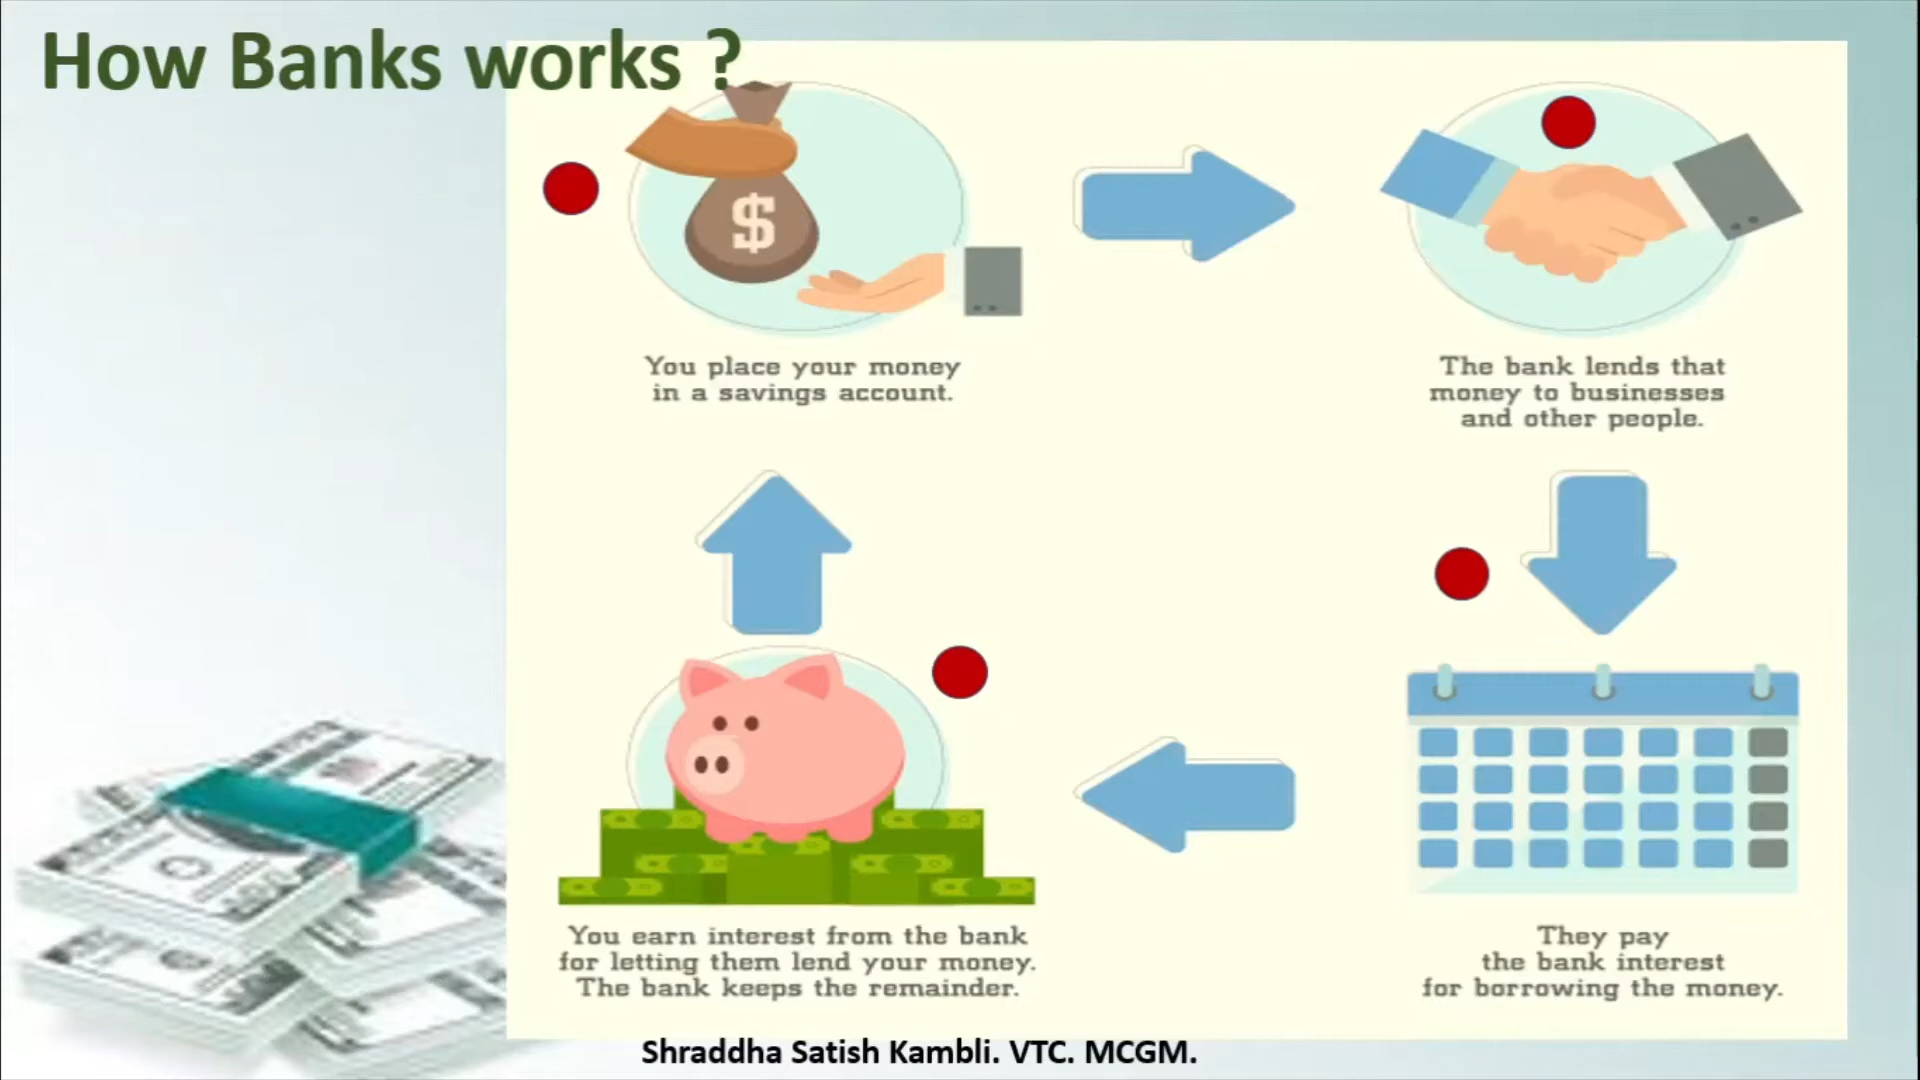 How Banks works ?
$
You place your money
in a savings account.
The bank lends that
money to businesses
and other people.
They pay
the bank interest
for borrowing the money.
You earn interest from the bank
for letting them lend your money.
The bank keeps the remainder.
Shraddha Satish Kambli. VTC. MCGM.